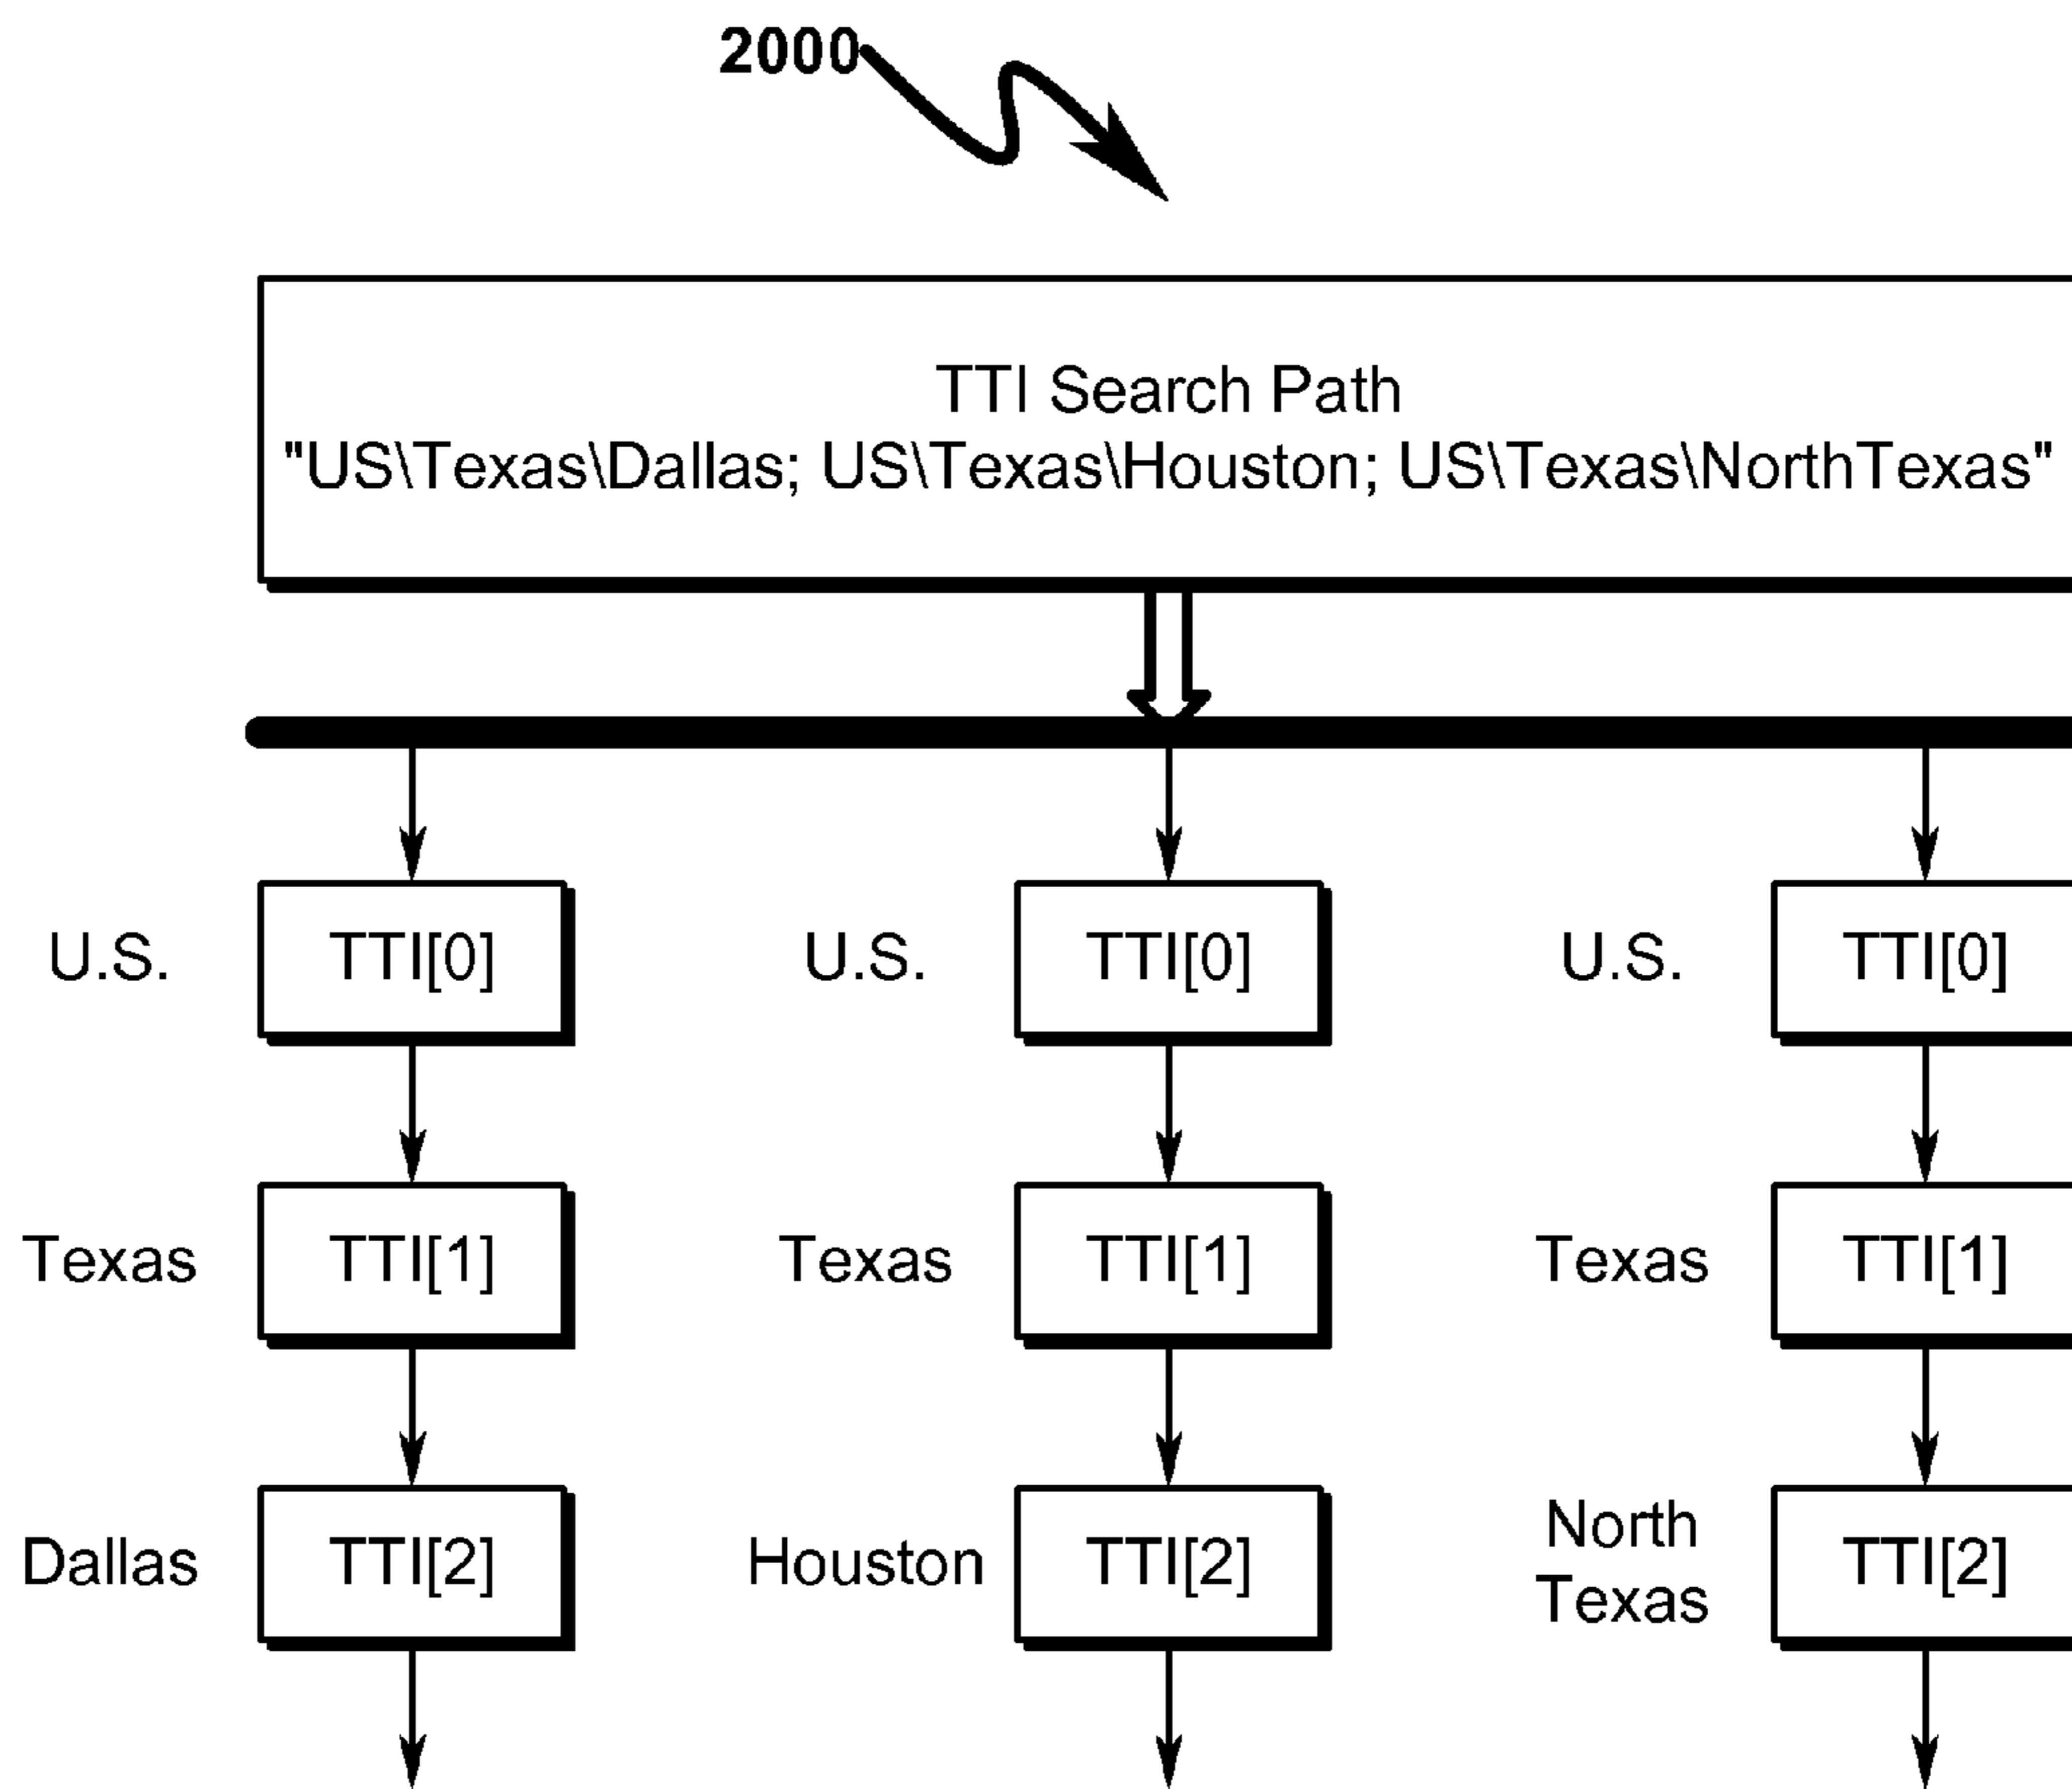 2000
TTI Search Path
"US\Texas\Dallas; US\Texas\Houston; US\Texas\NorthTexas"
U.S. TTI[0] U.S. TTI[0] U.S. TTI[0]
Texas TTI[1] Texas TTI[1] Texas TTI[1]
Dallas TTI[2] Houston TTI[2] North
Texas TTI[2]